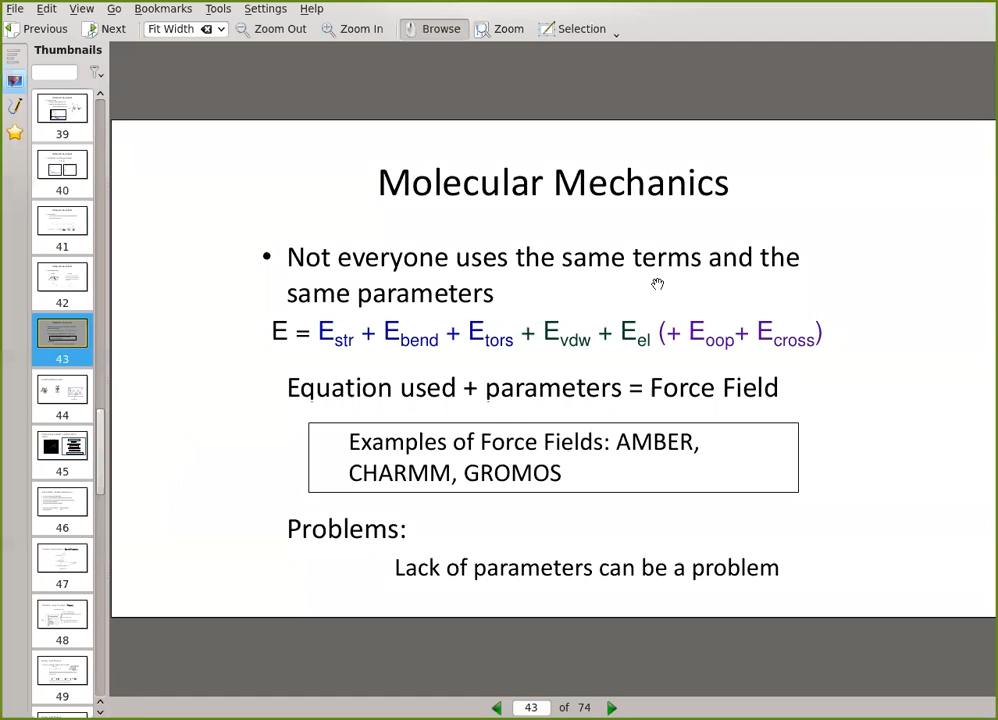 File Edit View Go Bookmarks Tools Settings Help
Previous Next Fit Width Zoom Out Zoom In Browse Zoom Selection
Thumbnails
39
40
41
42
43
44
45
46
47
48
49
Molecular Mechanics
• Not everyone uses the same terms and the
same parameters
E = Estr + Ebend + Etors + Evdw + Eel (+ Eoop+ Ecross)
Equation used + parameters = Force Field
Examples of Force Fields: AMBER,
CHARMM, GROMOS
Problems:
Lack of parameters can be a problem
43 of 74